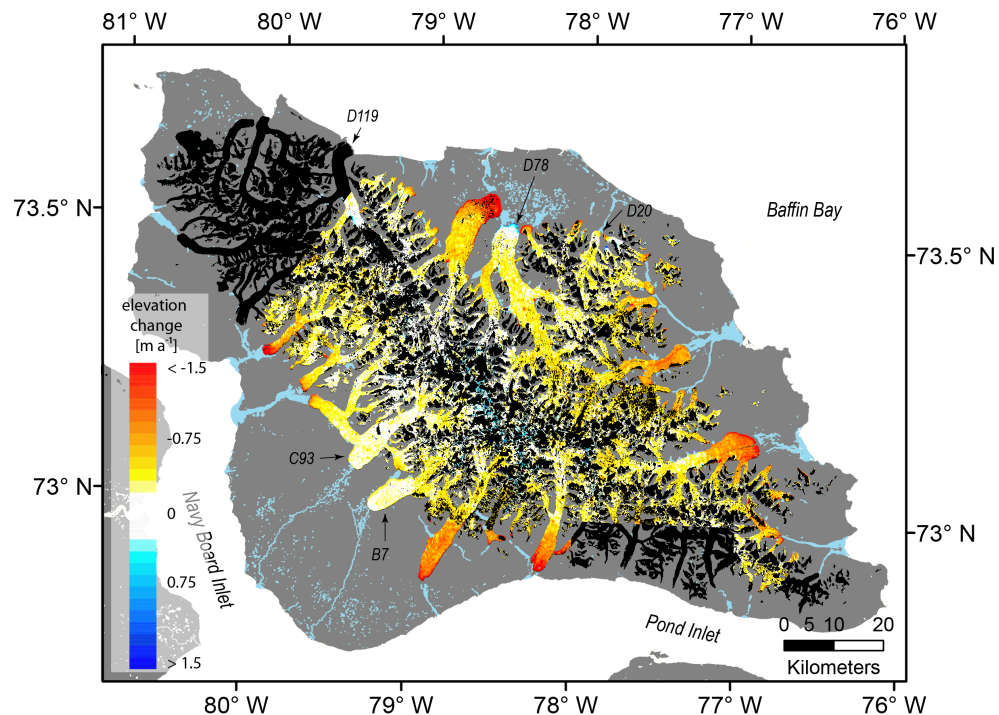 81° W 80° W 79° W 78° W 77° W 76° W
D119
D78
73.5° N
D20
Baffin Bay
73.5° N
elevation
change
[m a⁻¹]
< -1.5
-0.75
C93
73° N
0
Navy Board Inlet
B7
73° N
0.75
Pond Inlet
0 5 10 20
Kilometers
> 1.5
80° W 79° W 78° W 77° W 76° W